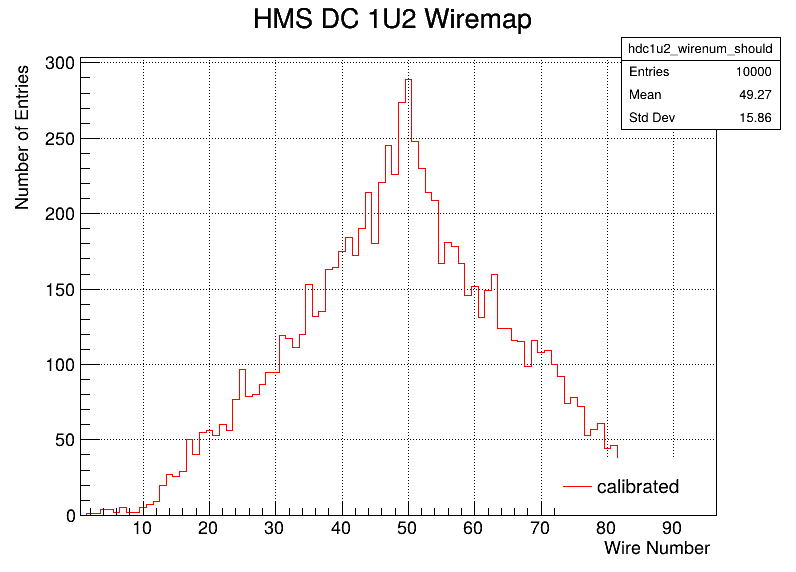 HMS DC 1U2 Wiremap
hdc1u2_wirenum_should
Entries 10000
Mean 49.27
Std Dev 15.86
Number of Entries
300
250
200
150
100
50
0
10 20 30 40 50 60 70 80 90
Wire Number
calibrated